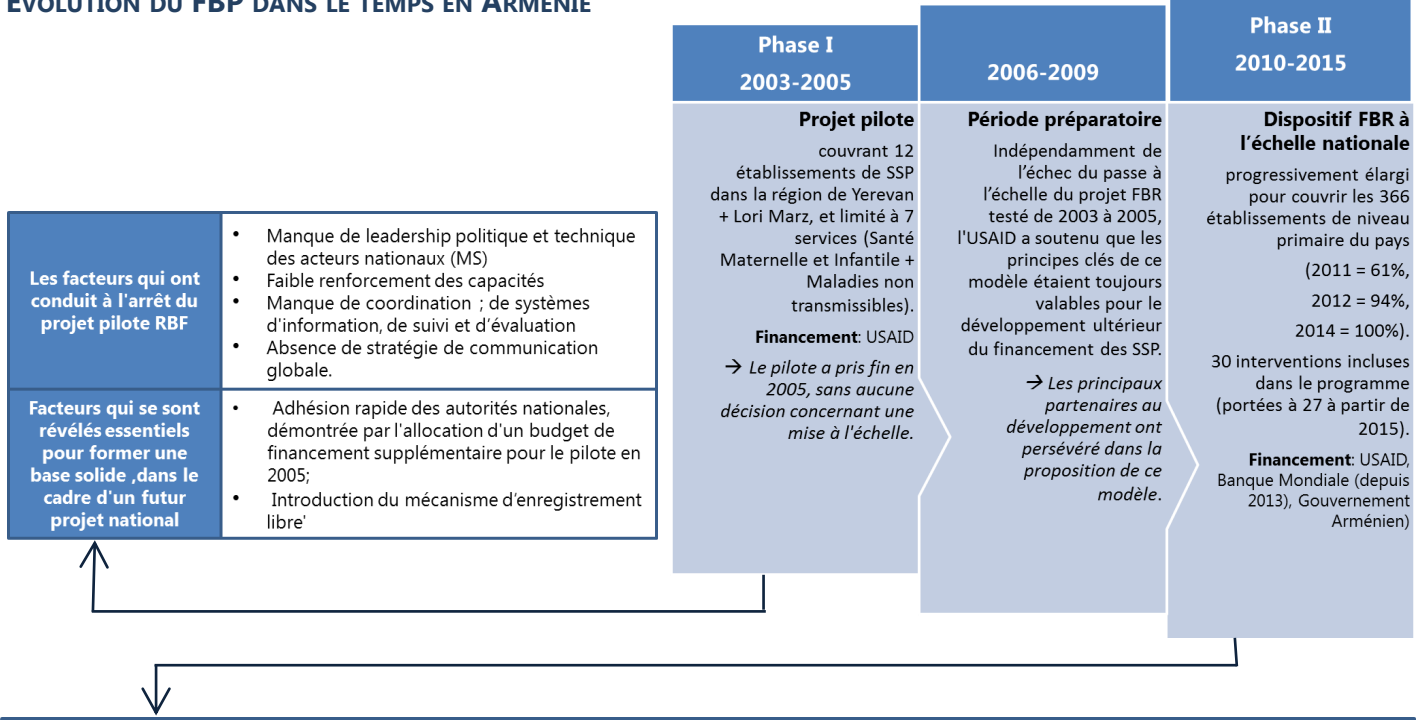 ÉVOLUTION DU FBP DANS LE TEMPS EN ARMÉNIE
Les facteurs qui ont
conduit à l'arrêt du
projet pilote RBF
• Manque de leadership politique et technique
des acteurs nationaux (MS)
• Faible renforcement des capacités
• Manque de coordination ; de systèmes
d'information, de suivi et d'évaluation
• Absence de stratégie de communication
globale.
Facteurs qui se sont
révélés essentiels
pour former une
base solide ,dans le
cadre d'un futur
projet national
• Adhésion rapide des autorités nationales,
démontrée par l'allocation d'un budget de
financement supplémentaire pour le pilote en
2005;
• Introduction du mécanisme d'enregistrement
libre'
Phase I
2003-2005
Projet pilote
couvrant 12
établissements de SSP
dans la région de Yerevan
+ Lori Marz, et limité à 7
services (Santé
Maternelle et Infantile +
Maladies non
transmissibles).
Financement: USAID
→ Le pilote a pris fin en
2005, sans aucune
décision concernant une
mise à l'échelle.
2006-2009
Période préparatoire
Indépendamment de
l'échec du passe à
l'échelle du projet FBR
testé de 2003 à 2005,
l'USAID a soutenu que les
principes clés de ce
modèle étaient toujours
valables pour le
développement ultérieur
du financement des SSP.
→ Les principaux
partenaires au
développement ont
persévéré dans la
proposition de ce
modèle.
Phase II
2010-2015
Dispositif FBR à
l'échelle nationale
progressivement élargi
pour couvrir les 366
établissements de niveau
primaire du pays
(2011 = 61%,
2012 = 94%,
2014 = 100%).
30 interventions incluses
dans le programme
(portées à 27 à partir de
2015).
Financement: USAID,
Banque Mondiale (depuis
2013), Gouvernement
Arménien)